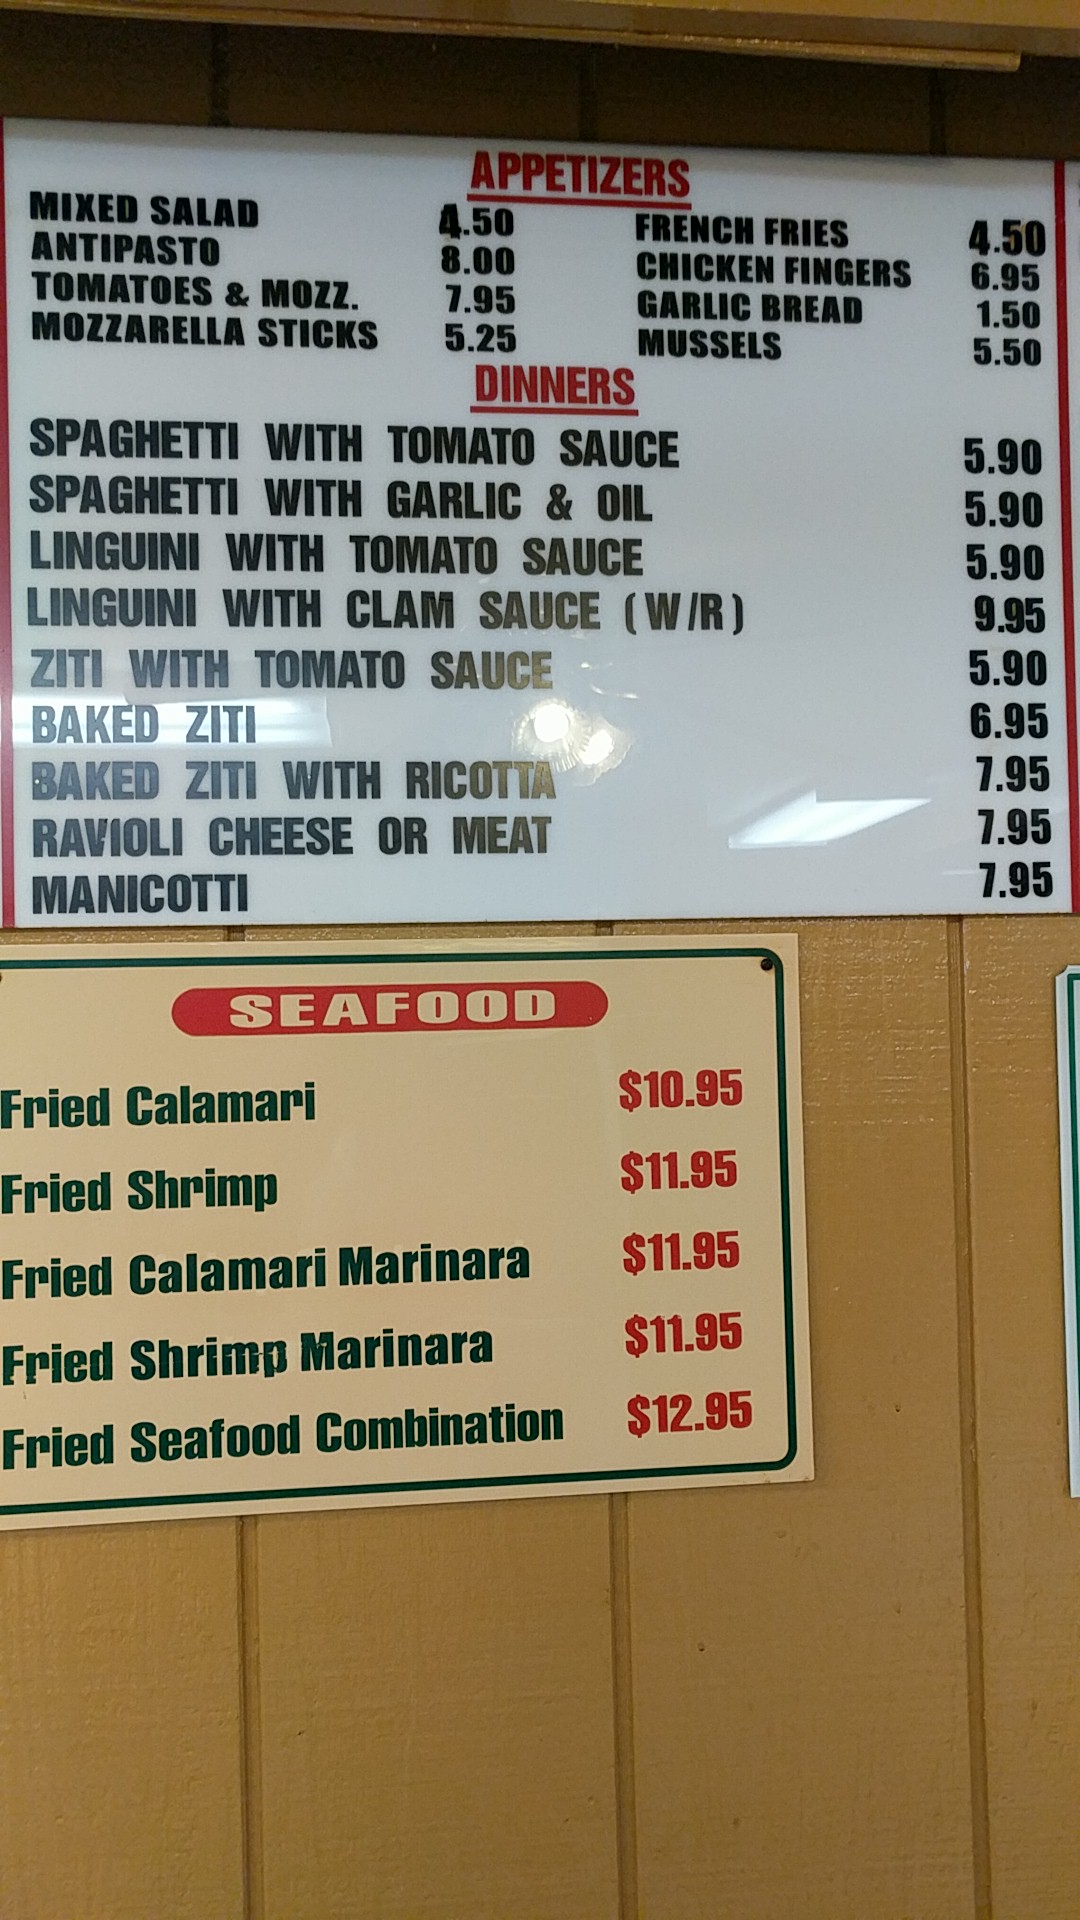 APPETIZERS
MIXED SALAD 4.50 FRENCH FRIES 4.50
ANTIPASTO 8.00 CHICKEN FINGERS 6.95
TOMATOES & MOZZ. 7.95 GARLIC BREAD 1.50
MOZZARELLA STICKS 5.25 MUSSELS 5.50
DINNERS
SPAGHETTI WITH TOMATO SAUCE 5.90
SPAGHETTI WITH GARLIC & OIL 5.90
LINGUINI WITH TOMATO SAUCE 5.90
LINGUINI WITH CLAM SAUCE (W/R) 9.95
ZITI WITH TOMATO SAUCE 5.90
BAKED ZITI 6.95
BAKED ZITI WITH RICOTTA 7.95
RAVIOLI CHEESE OR MEAT 7.95
MANICOTTI 7.95
SEAFOOD
Fried Calamari $10.95
Fried Shrimp $11.95
Fried Calamari Marinara $11.95
Fried Shrimp Marinara $11.95
Fried Seafood Combination $12.95